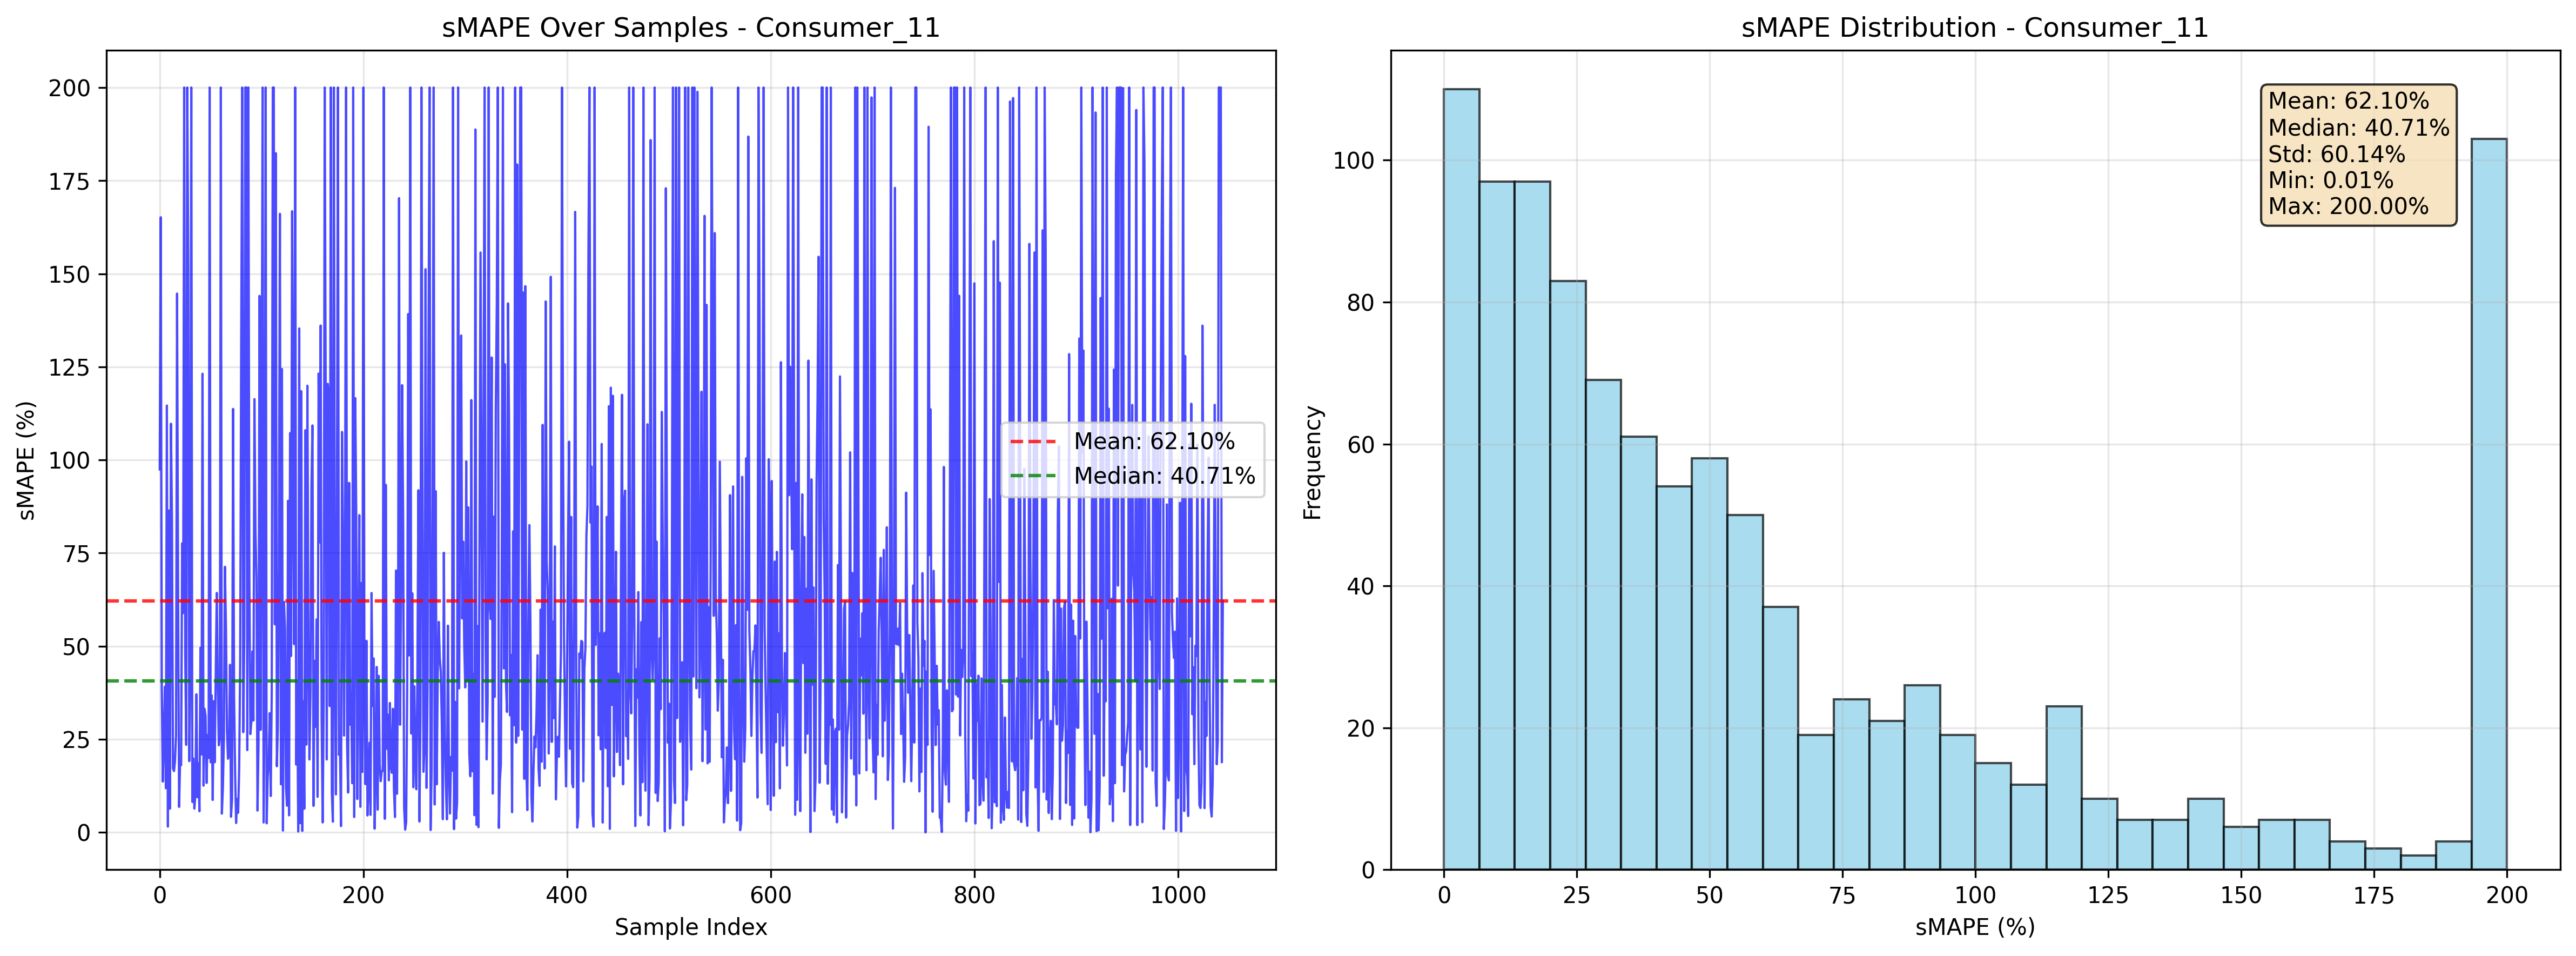 sMAPE Over Samples - Consumer_11
sMAPE (%)
200
175
150
125
100
75
50
25
0
Mean: 62.10%
Median: 40.71%
0 200 400 600 800 1000
Sample Index
sMAPE Distribution - Consumer_11
Frequency
100
80
60
40
20
0
Mean: 62.10%
Median: 40.71%
Std: 60.14%
Min: 0.01%
Max: 200.00%
0 25 50 75 100 125 150 175 200
sMAPE (%)